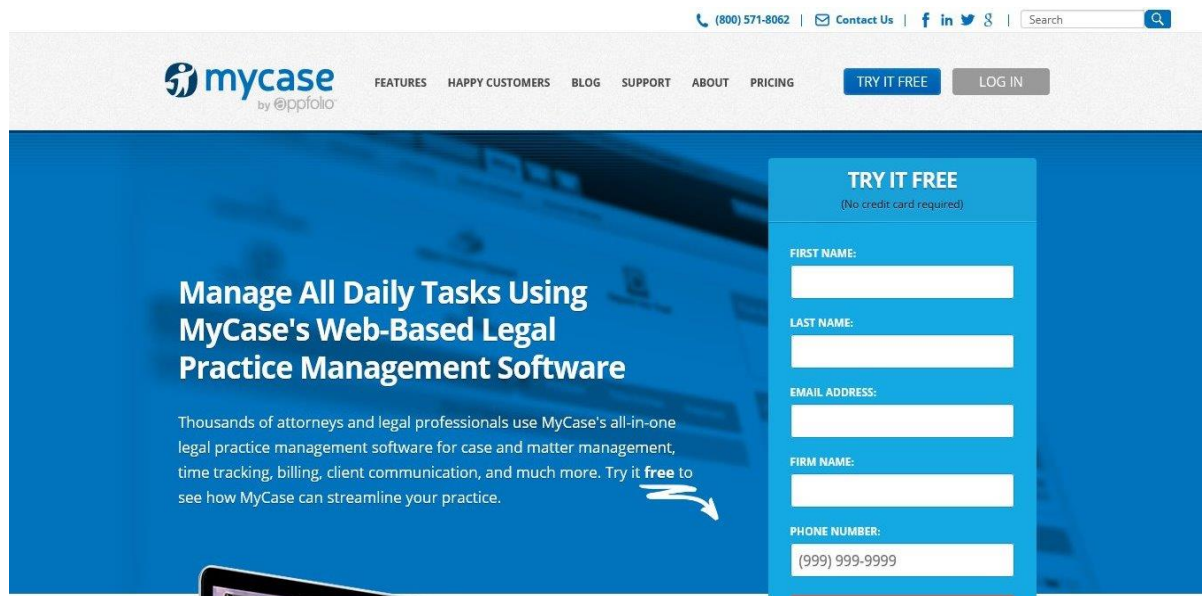 (800) 571-8062 | Contact Us | f in 8 | Search
mycase
by appfolio
FEATURES HAPPY CUSTOMERS BLOG SUPPORT ABOUT PRICING TRY IT FREE LOG IN
TRY IT FREE
(No credit card required)
Manage All Daily Tasks Using
MyCase's Web-Based Legal
Practice Management Software
Thousands of attorneys and legal professionals use MyCase's all-in-one
legal practice management software for case and matter management,
time tracking, billing, client communication, and much more. Try it free to
see how MyCase can streamline your practice.
FIRST NAME:
LAST NAME:
EMAIL ADDRESS:
FIRM NAME:
PHONE NUMBER:
(999) 999-9999